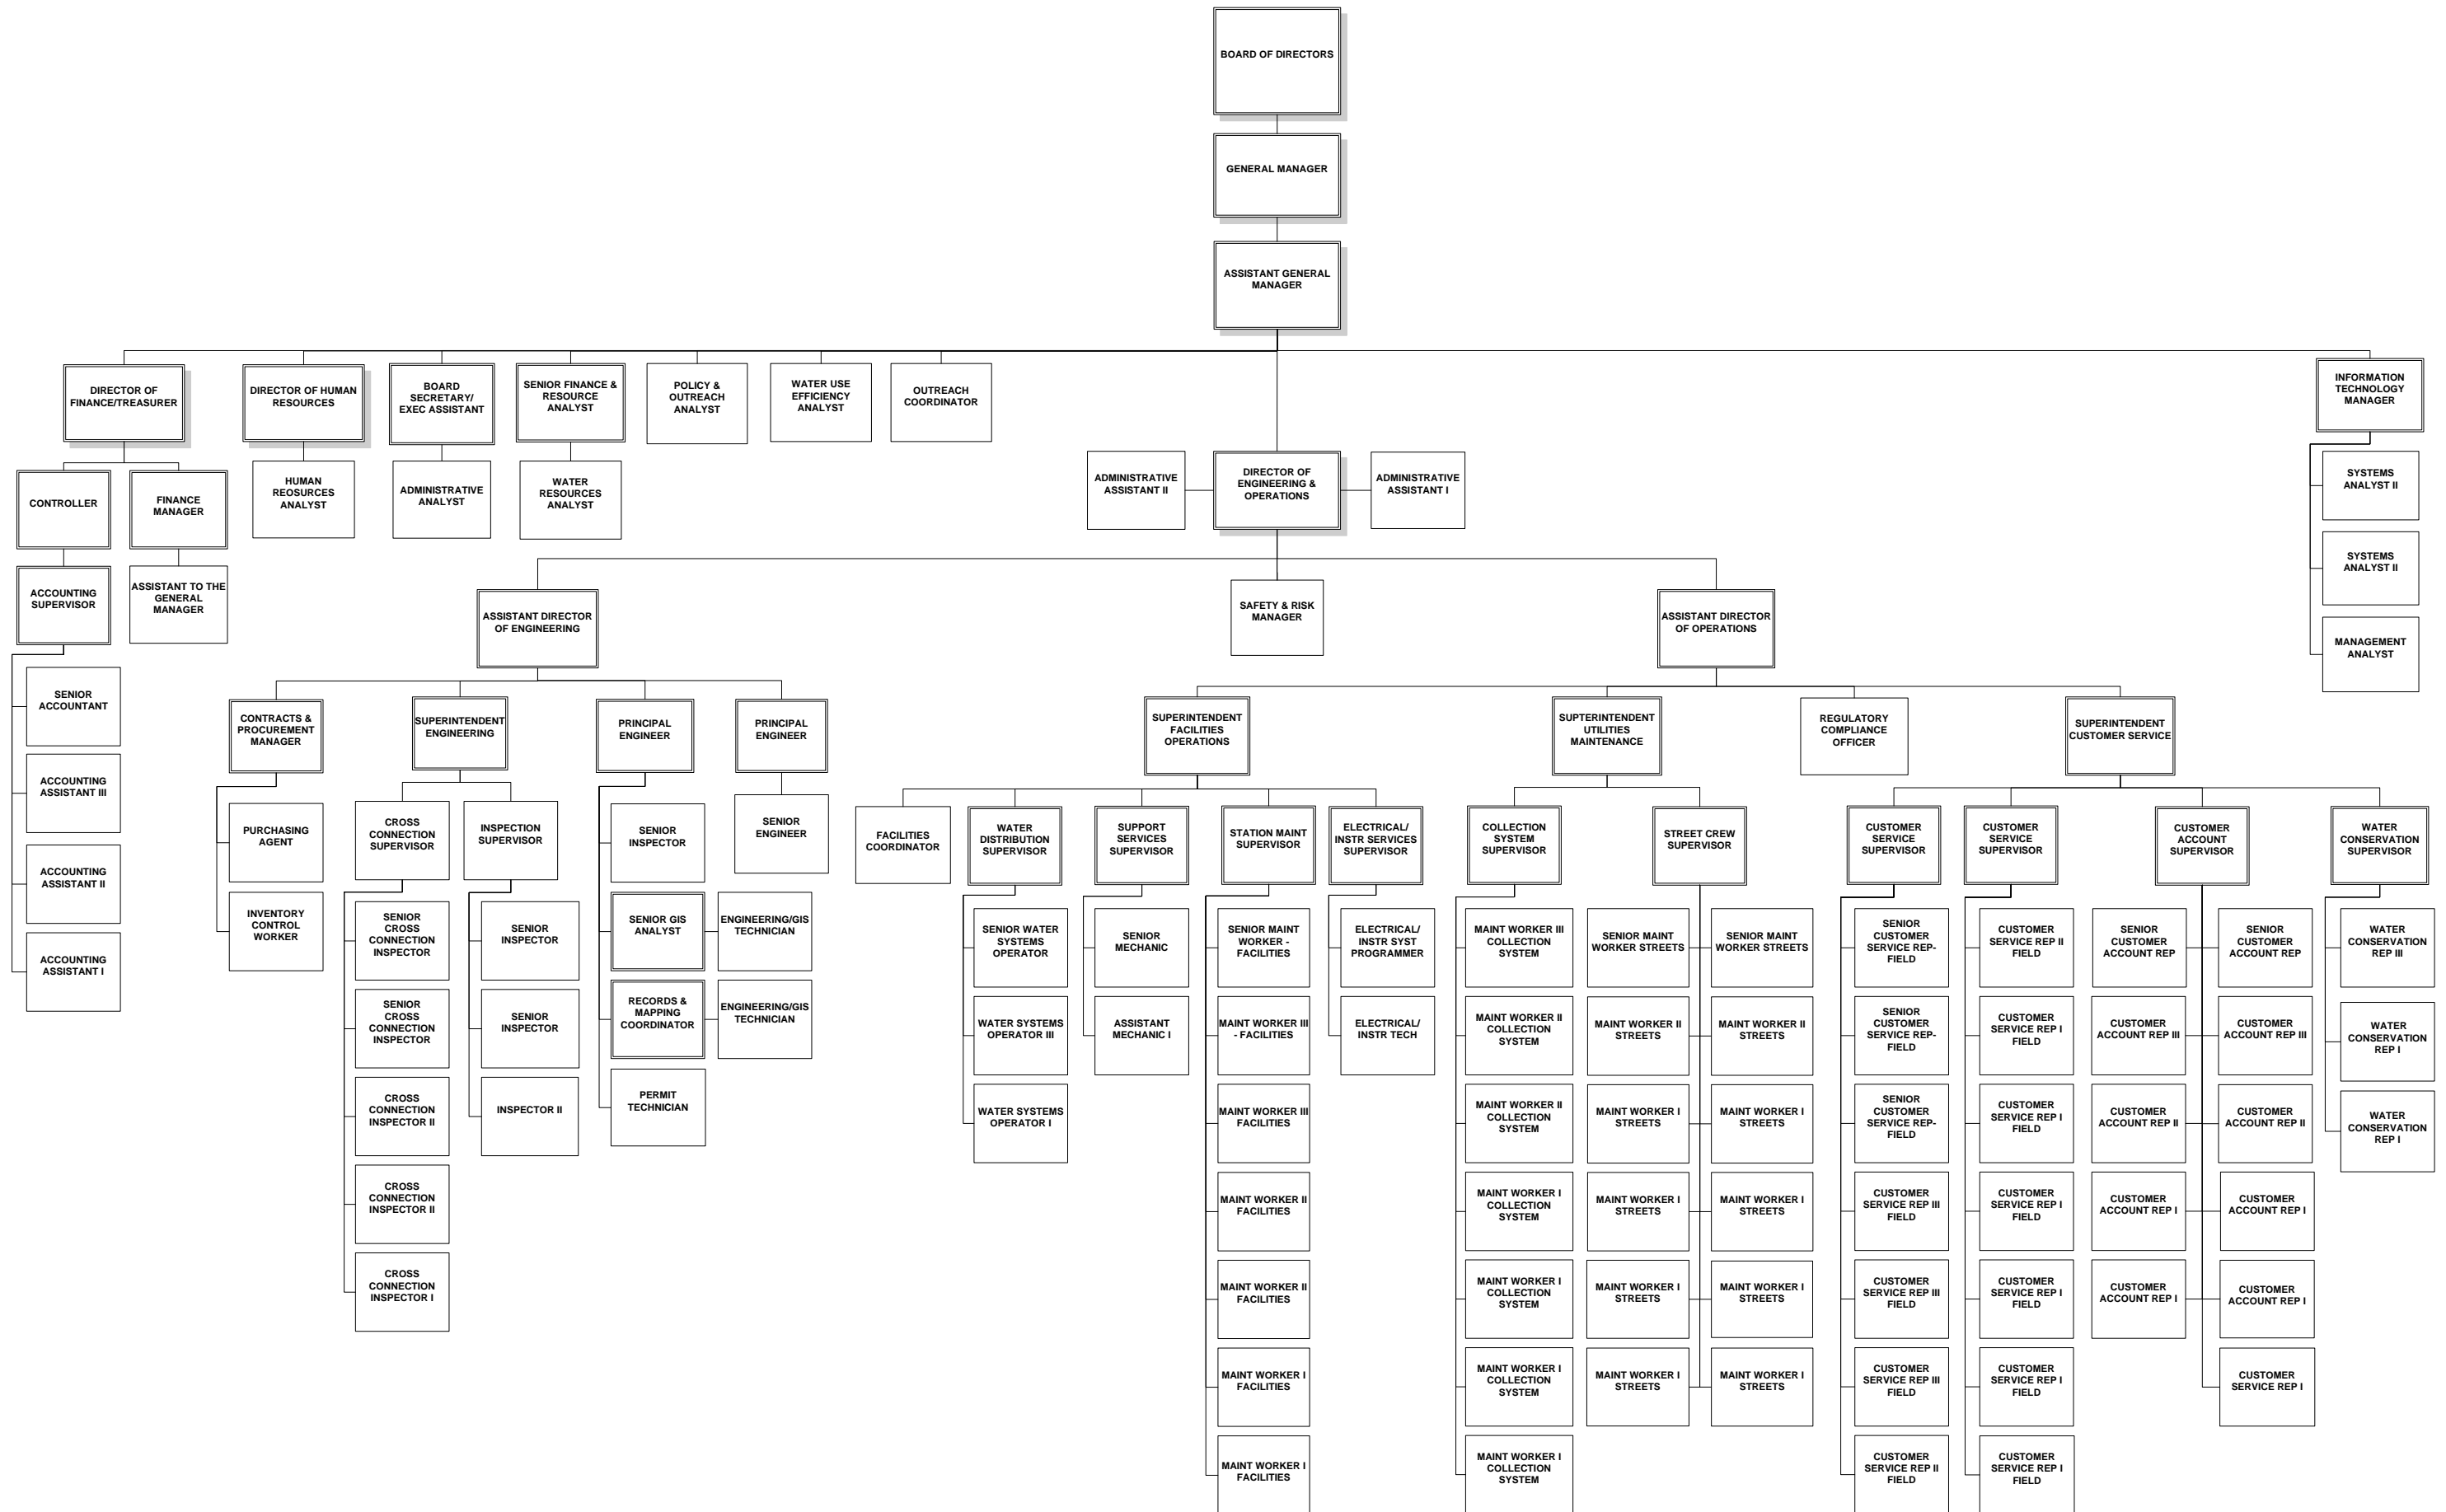 BOARD OF DIRECTORS
GENERAL MANAGER
ASSISTANT GENERAL
MANAGER
DIRECTOR OF
FINANCE/TREASURER
DIRECTOR OF HUMAN
RESOURCES
BOARD
SECRETARY/
EXEC ASSISTANT
SENIOR FINANCE &
RESOURCE
ANALYST
POLICY &
OUTREACH
ANALYST
WATER USE
EFFICIENCY
ANALYST
OUTREACH
COORDINATOR
INFORMATION
TECHNOLOGY
MANAGER
CONTROLLER
FINANCE
MANAGER
HUMAN
REOSURCES
ANALYST
ADMINISTRATIVE
ANALYST
WATER
RESOURCES
ANALYST
ADMINISTRATIVE
ASSISTANT II
DIRECTOR OF
ENGINEERING &
OPERATIONS
ADMINISTRATIVE
ASSISTANT I
SYSTEMS
ANALYST II
SYSTEMS
ANALYST II
MANAGEMENT
ANALYST
ACCOUNTING
SUPERVISOR
ASSISTANT TO THE
GENERAL
MANAGER
ASSISTANT DIRECTOR
OF ENGINEERING
SAFETY & RISK
MANAGER
ASSISTANT DIRECTOR
OF OPERATIONS
SENIOR
ACCOUNTANT
ACCOUNTING
ASSISTANT III
ACCOUNTING
ASSISTANT II
ACCOUNTING
ASSISTANT I
CONTRACTS &
PROCUREMENT
MANAGER
SUPERINTENDENT
ENGINEERING
PRINCIPAL
ENGINEER
PRINCIPAL
ENGINEER
SUPERINTENDENT
FACILITIES
OPERATIONS
SUPTERINTENDENT
UTILITIES
MAINTENANCE
REGULATORY
COMPLIANCE
OFFICER
SUPERINTENDENT
CUSTOMER SERVICE
PURCHASING
AGENT
INVENTORY
CONTROL
WORKER
CROSS
CONNECTION
SUPERVISOR
INSPECTION
SUPERVISOR
SENIOR
INSPECTOR
SENIOR
ENGINEER
FACILITIES
COORDINATOR
WATER
DISTRIBUTION
SUPERVISOR
SUPPORT
SERVICES
SUPERVISOR
STATION MAINT
SUPERVISOR
ELECTRICAL/
INSTR SERVICES
SUPERVISOR
COLLECTION
SYSTEM
SUPERVISOR
STREET CREW
SUPERVISOR
CUSTOMER
SERVICE
SUPERVISOR
CUSTOMER
SERVICE
SUPERVISOR
CUSTOMER
ACCOUNT
SUPERVISOR
WATER
CONSERVATION
SUPERVISOR
SENIOR
CROSS
CONNECTION
INSPECTOR
SENIOR
CROSS
CONNECTION
INSPECTOR
CROSS
CONNECTION
INSPECTOR II
CROSS
CONNECTION
INSPECTOR II
CROSS
CONNECTION
INSPECTOR I
SENIOR
INSPECTOR
SENIOR
INSPECTOR
INSPECTOR II
SENIOR GIS
ANALYST
ENGINEERING/GIS
TECHNICIAN
RECORDS &
MAPPING
COORDINATOR
ENGINEERING/GIS
TECHNICIAN
PERMIT
TECHNICIAN
SENIOR WATER
SYSTEMS
OPERATOR
WATER SYSTEMS
OPERATOR III
WATER SYSTEMS
OPERATOR I
SENIOR
MECHANIC
ASSISTANT
MECHANIC I
SENIOR MAINT
WORKER -
FACILITIES
MAINT WORKER III
- FACILITIES
MAINT WORKER III
FACILITIES
MAINT WORKER II
FACILITIES
MAINT WORKER II
FACILITIES
MAINT WORKER I
FACILITIES
MAINT WORKER I
FACILITIES
ELECTRICAL/
INSTR SYST
PROGRAMMER
ELECTRICAL/
INSTR TECH
MAINT WORKER III
COLLECTION
SYSTEM
MAINT WORKER II
COLLECTION
SYSTEM
MAINT WORKER II
COLLECTION
SYSTEM
MAINT WORKER I
COLLECTION
SYSTEM
MAINT WORKER I
COLLECTION
SYSTEM
MAINT WORKER I
COLLECTION
SYSTEM
MAINT WORKER I
COLLECTION
SYSTEM
SENIOR MAINT
WORKER STREETS
MAINT WORKER II
STREETS
MAINT WORKER I
STREETS
MAINT WORKER I
STREETS
MAINT WORKER I
STREETS
MAINT WORKER I
STREETS
SENIOR MAINT
WORKER STREETS
MAINT WORKER II
STREETS
MAINT WORKER I
STREETS
MAINT WORKER I
STREETS
MAINT WORKER I
STREETS
MAINT WORKER I
STREETS
SENIOR
CUSTOMER
SERVICE REP-
FIELD
SENIOR
CUSTOMER
SERVICE REP-
FIELD
SENIOR
CUSTOMER
SERVICE REP-
FIELD
CUSTOMER
SERVICE REP III
FIELD
CUSTOMER
SERVICE REP III
FIELD
CUSTOMER
SERVICE REP III
FIELD
CUSTOMER
SERVICE REP II
FIELD
CUSTOMER
SERVICE REP II
FIELD
CUSTOMER
SERVICE REP I
FIELD
CUSTOMER
SERVICE REP I
FIELD
CUSTOMER
SERVICE REP I
FIELD
CUSTOMER
SERVICE REP I
FIELD
CUSTOMER
SERVICE REP I
FIELD
CUSTOMER
SERVICE REP I
FIELD
SENIOR
CUSTOMER
ACCOUNT REP
CUSTOMER
ACCOUNT REP III
CUSTOMER
ACCOUNT REP II
CUSTOMER
ACCOUNT REP I
CUSTOMER
ACCOUNT REP I
SENIOR
CUSTOMER
ACCOUNT REP
CUSTOMER
ACCOUNT REP III
CUSTOMER
ACCOUNT REP II
CUSTOMER
ACCOUNT REP I
CUSTOMER
ACCOUNT REP I
CUSTOMER
SERVICE REP I
WATER
CONSERVATION
REP III
WATER
CONSERVATION
REP I
WATER
CONSERVATION
REP I